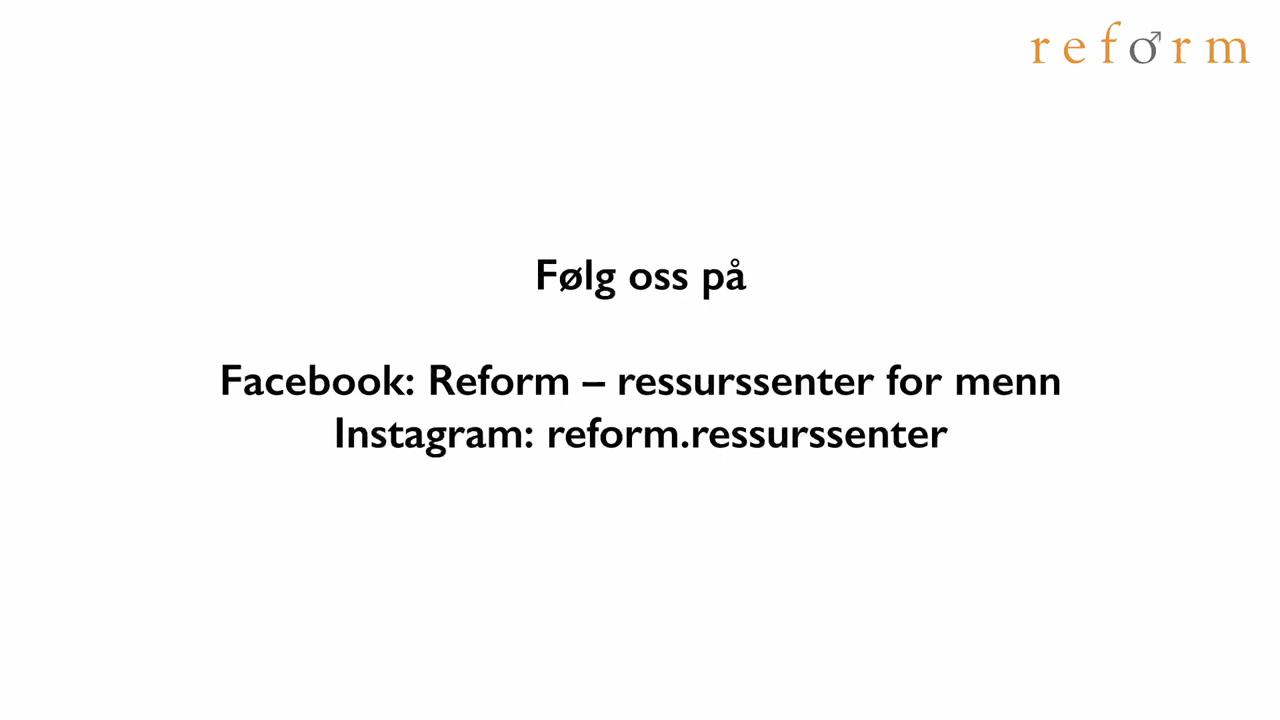 reform
Følg oss på
Facebook: Reform – ressurssenter for menn
Instagram: reform.ressurssenter